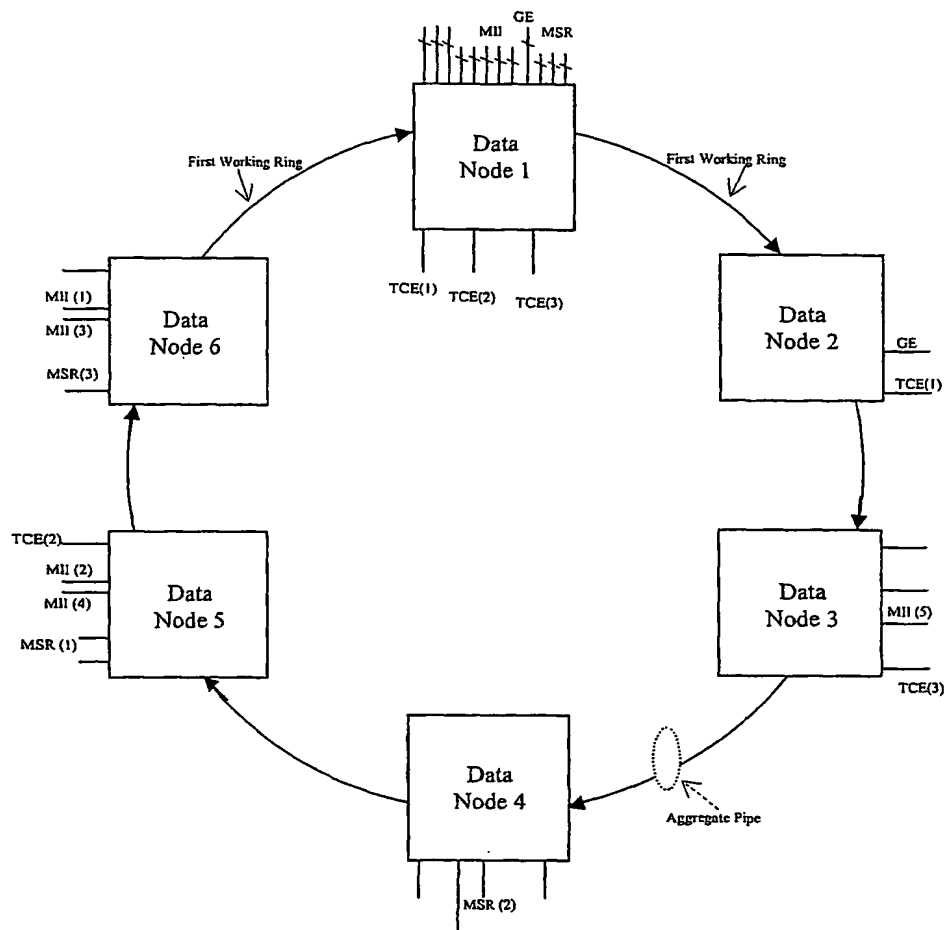 GE
MII
MSR
Data
Node 1
First Working Ring
First Working Ring
TCE(1)
TCE(2)
TCE(3)
Data
Node 6
MII (1)
MII (3)
MSR(3)
Data
Node 2
GE
TCE(1)
Data
Node 5
TCE(2)
MII (2)
MII (4)
MSR (1)
Data
Node 3
MII (5)
TCE(3)
Data
Node 4
MSR (2)
Aggregate Pipe